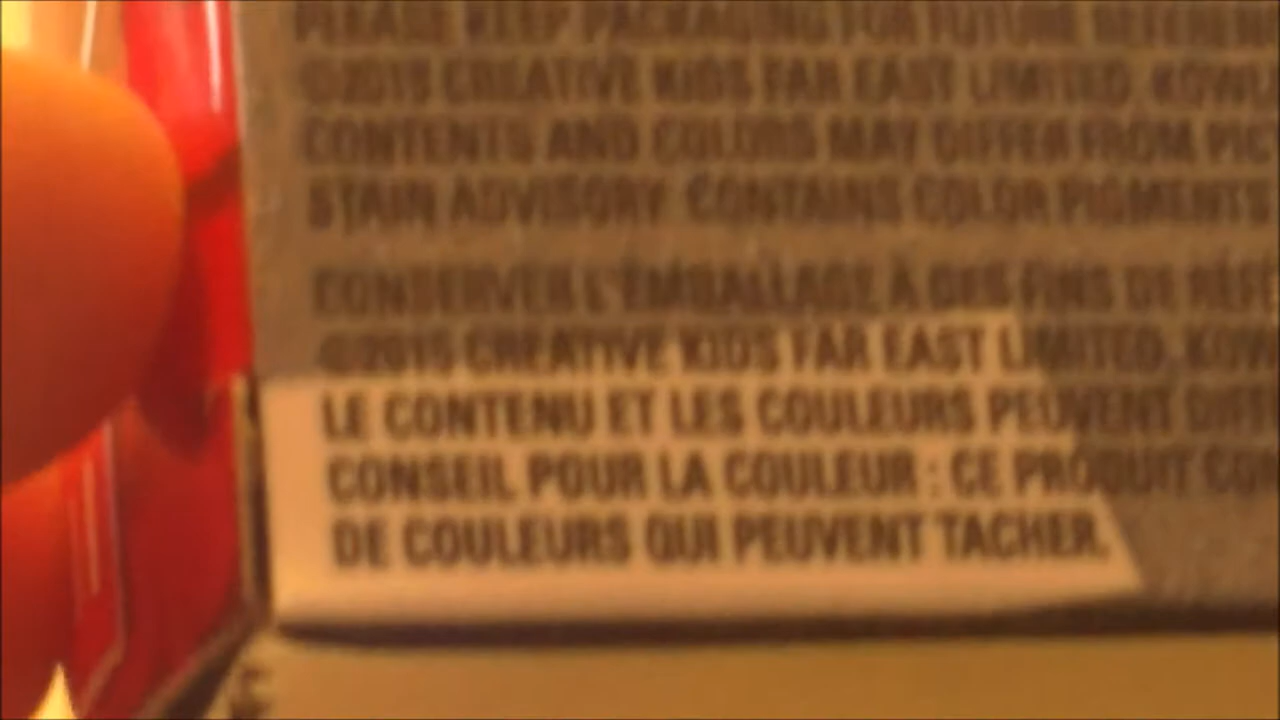 PLEASE KEEP PACKAGING FOR FUTURE
©2015 CREATIVE KIDS FAR EAST LIMITED.
CONTENTS AND COLORS MAY DIFFER FROM
STAIN ADVISORY: CONTAINS COLOR PIGMENTS
CONSERVER L'EMBALLAGE À DES FINS DE
©2015 CREATIVE KIDS FAR EAST LIMITED.
LE CONTENU ET LES COULEURS PEUVENT
CONSEIL POUR LA COULEUR : CE PRODUIT
DE COULEURS QUI PEUVENT TACHER.